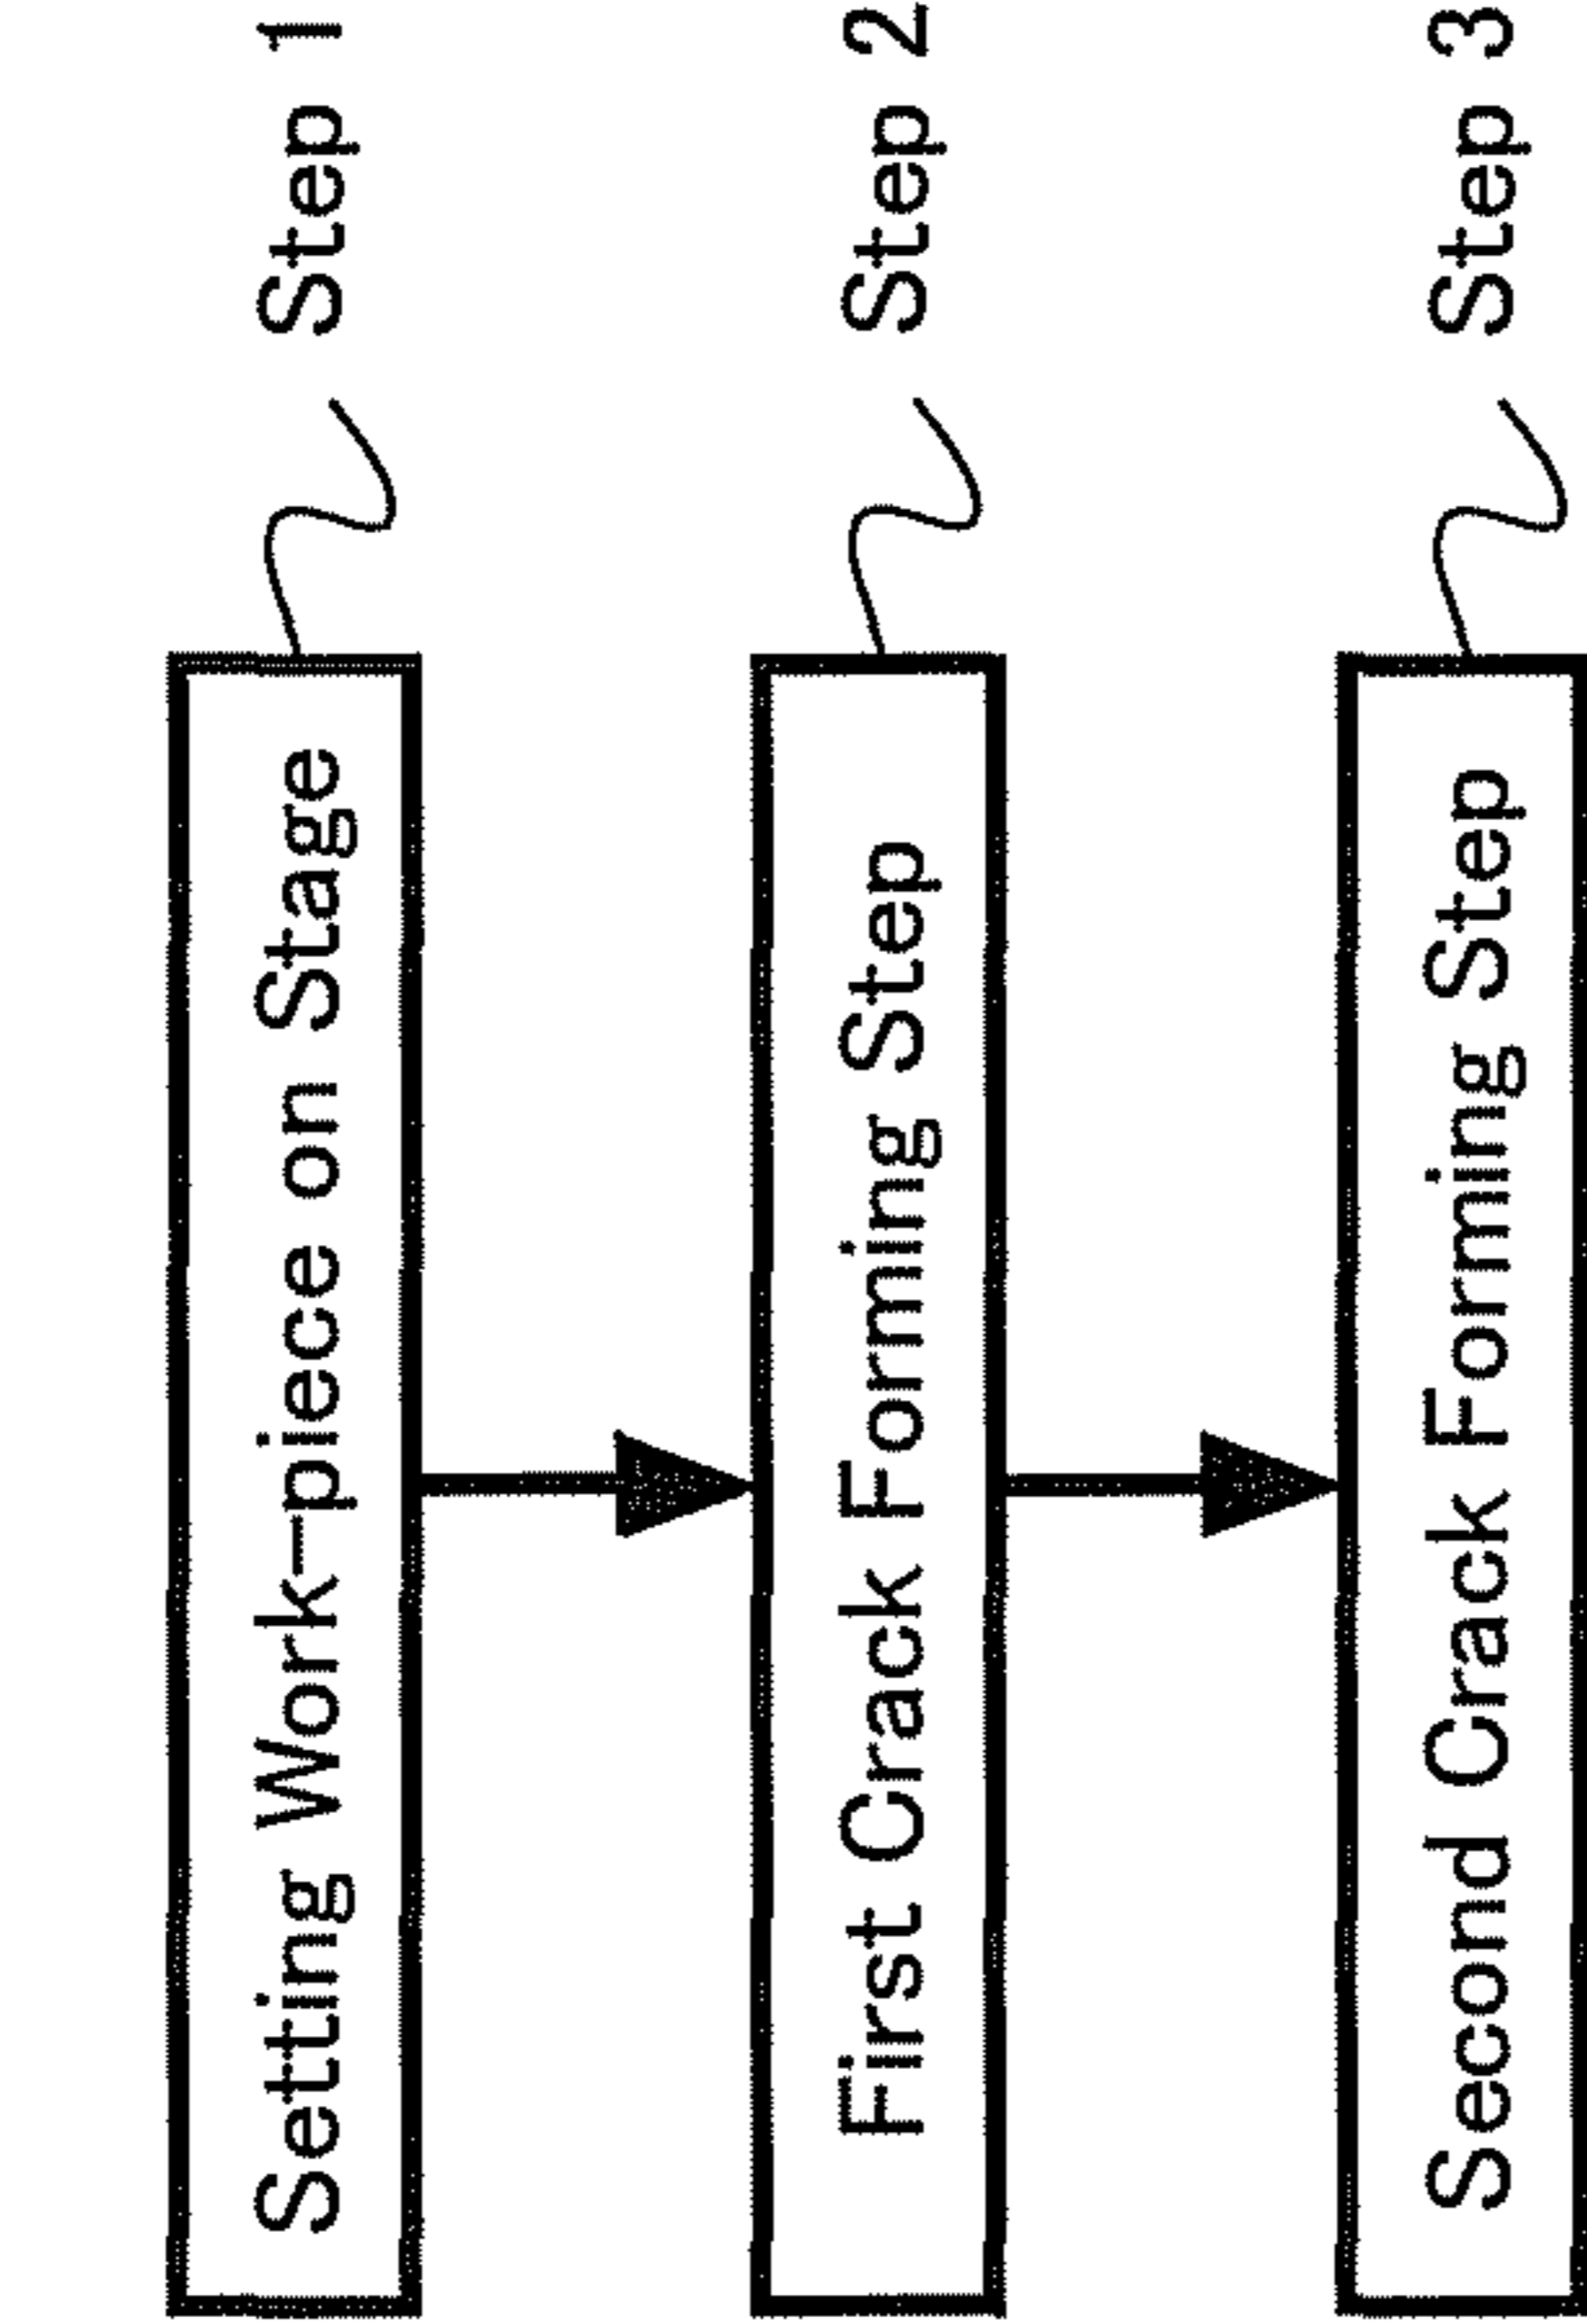 Setting Work-piece on Stage
Step 1
First Crack Forming Step
Step 2
Second Crack Forming Step
Step 3